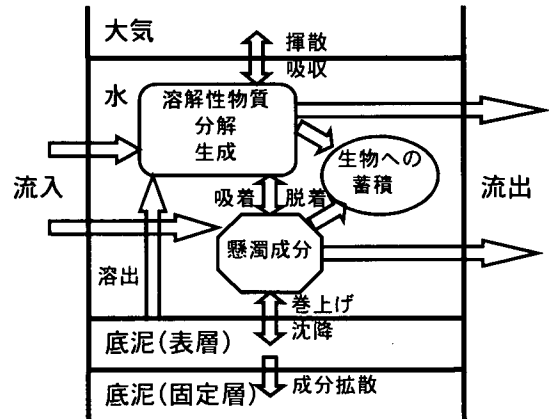 大気
揮散
吸収
水
溶解性物質
分解
生成
生物への
蓄積
流入
流出
吸着 脱着
懸濁成分
溶出
巻上げ
沈降
底泥(表層)
成分拡散
底泥(固定層)